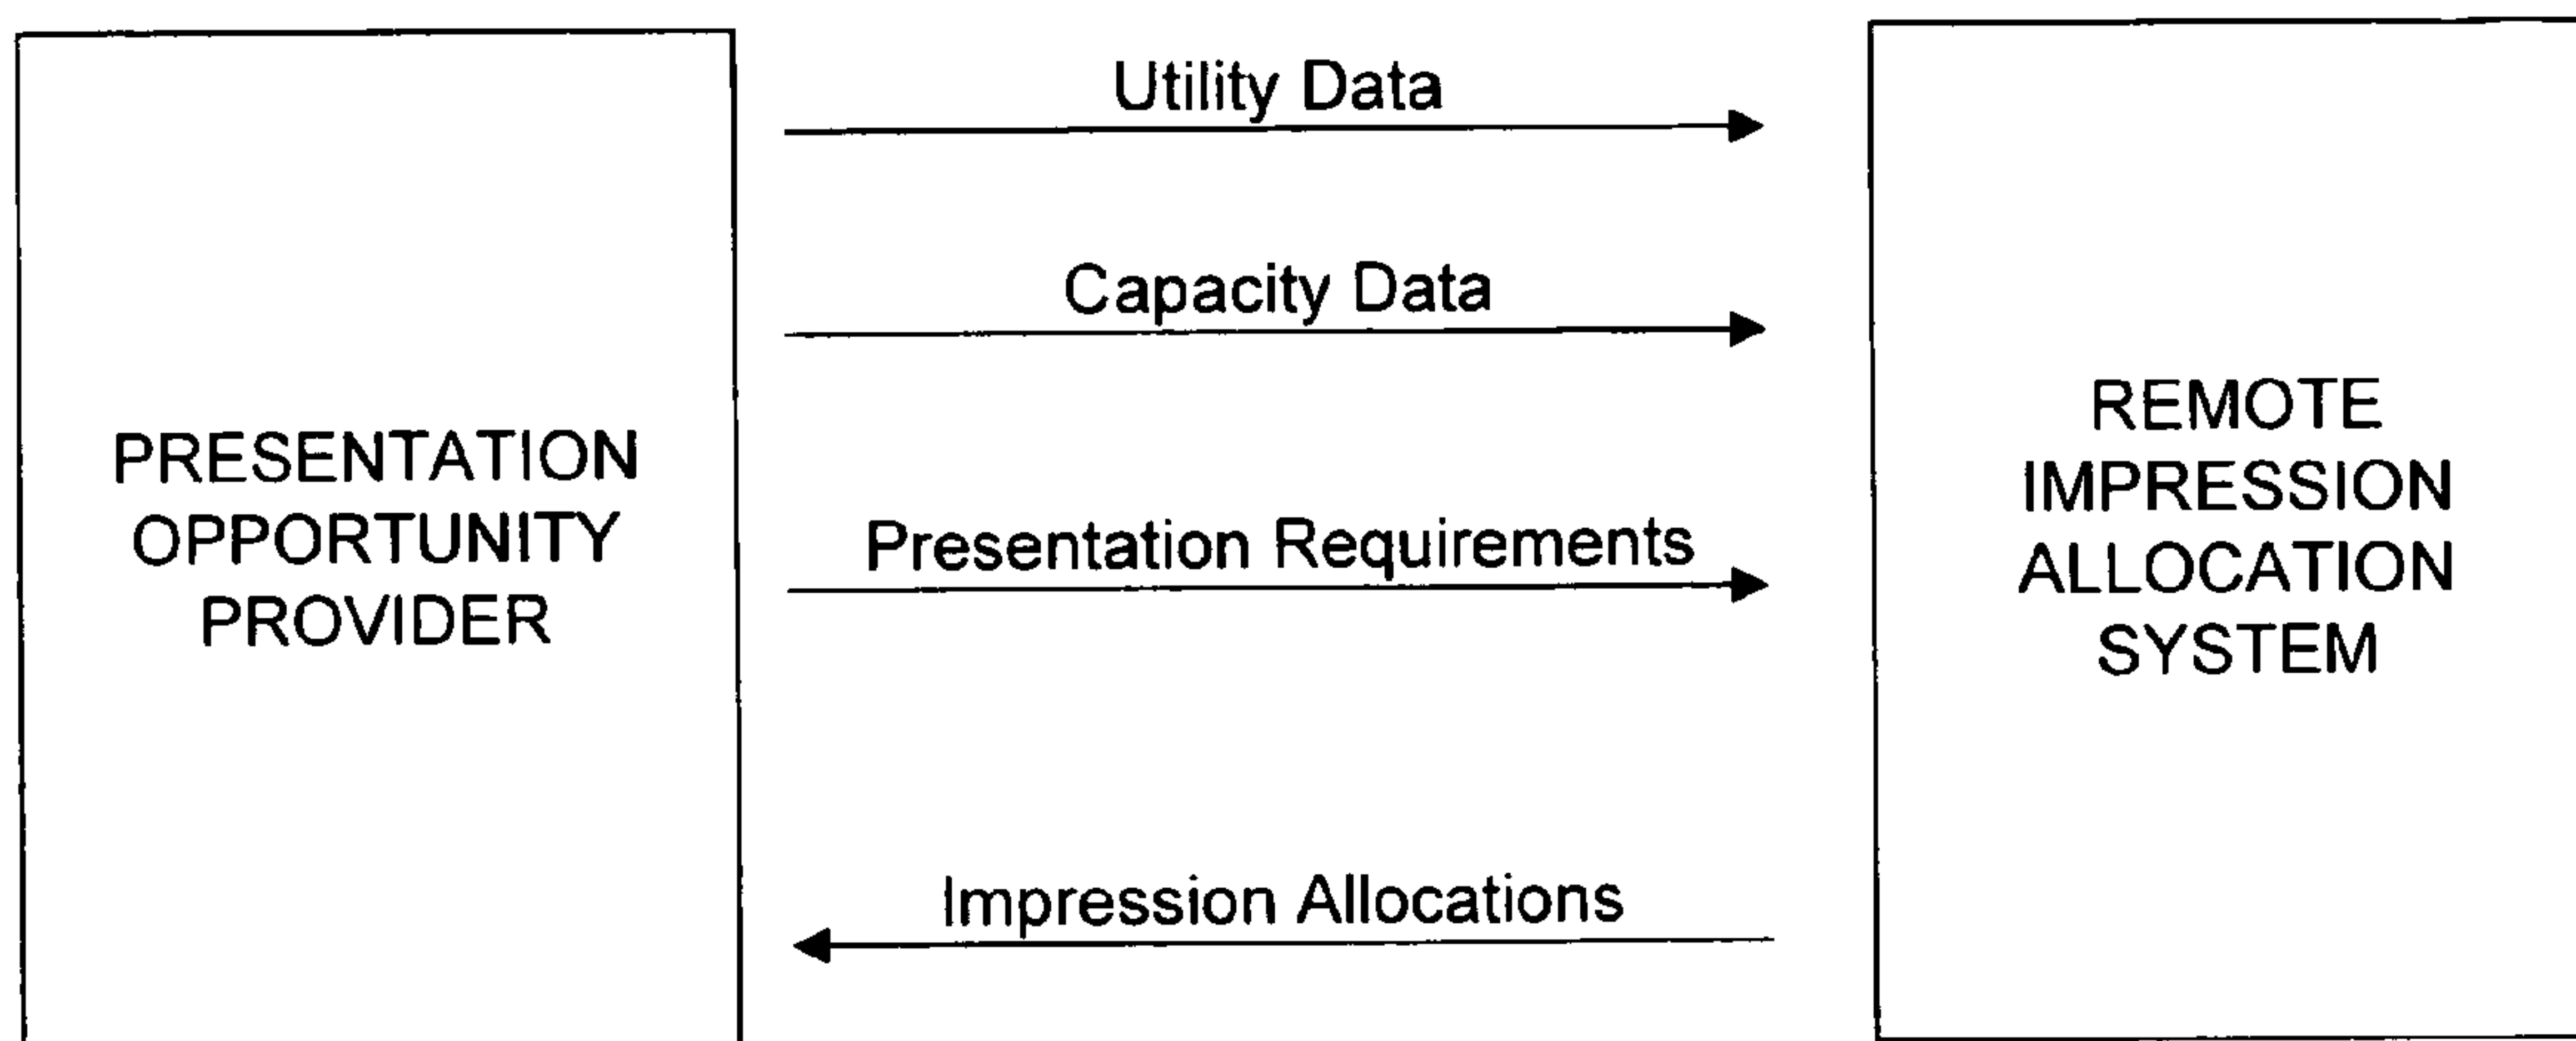 PRESENTATION
OPPORTUNITY
PROVIDER
Utility Data
Capacity Data
Presentation Requirements
Impression Allocations
REMOTE
IMPRESSION
ALLOCATION
SYSTEM